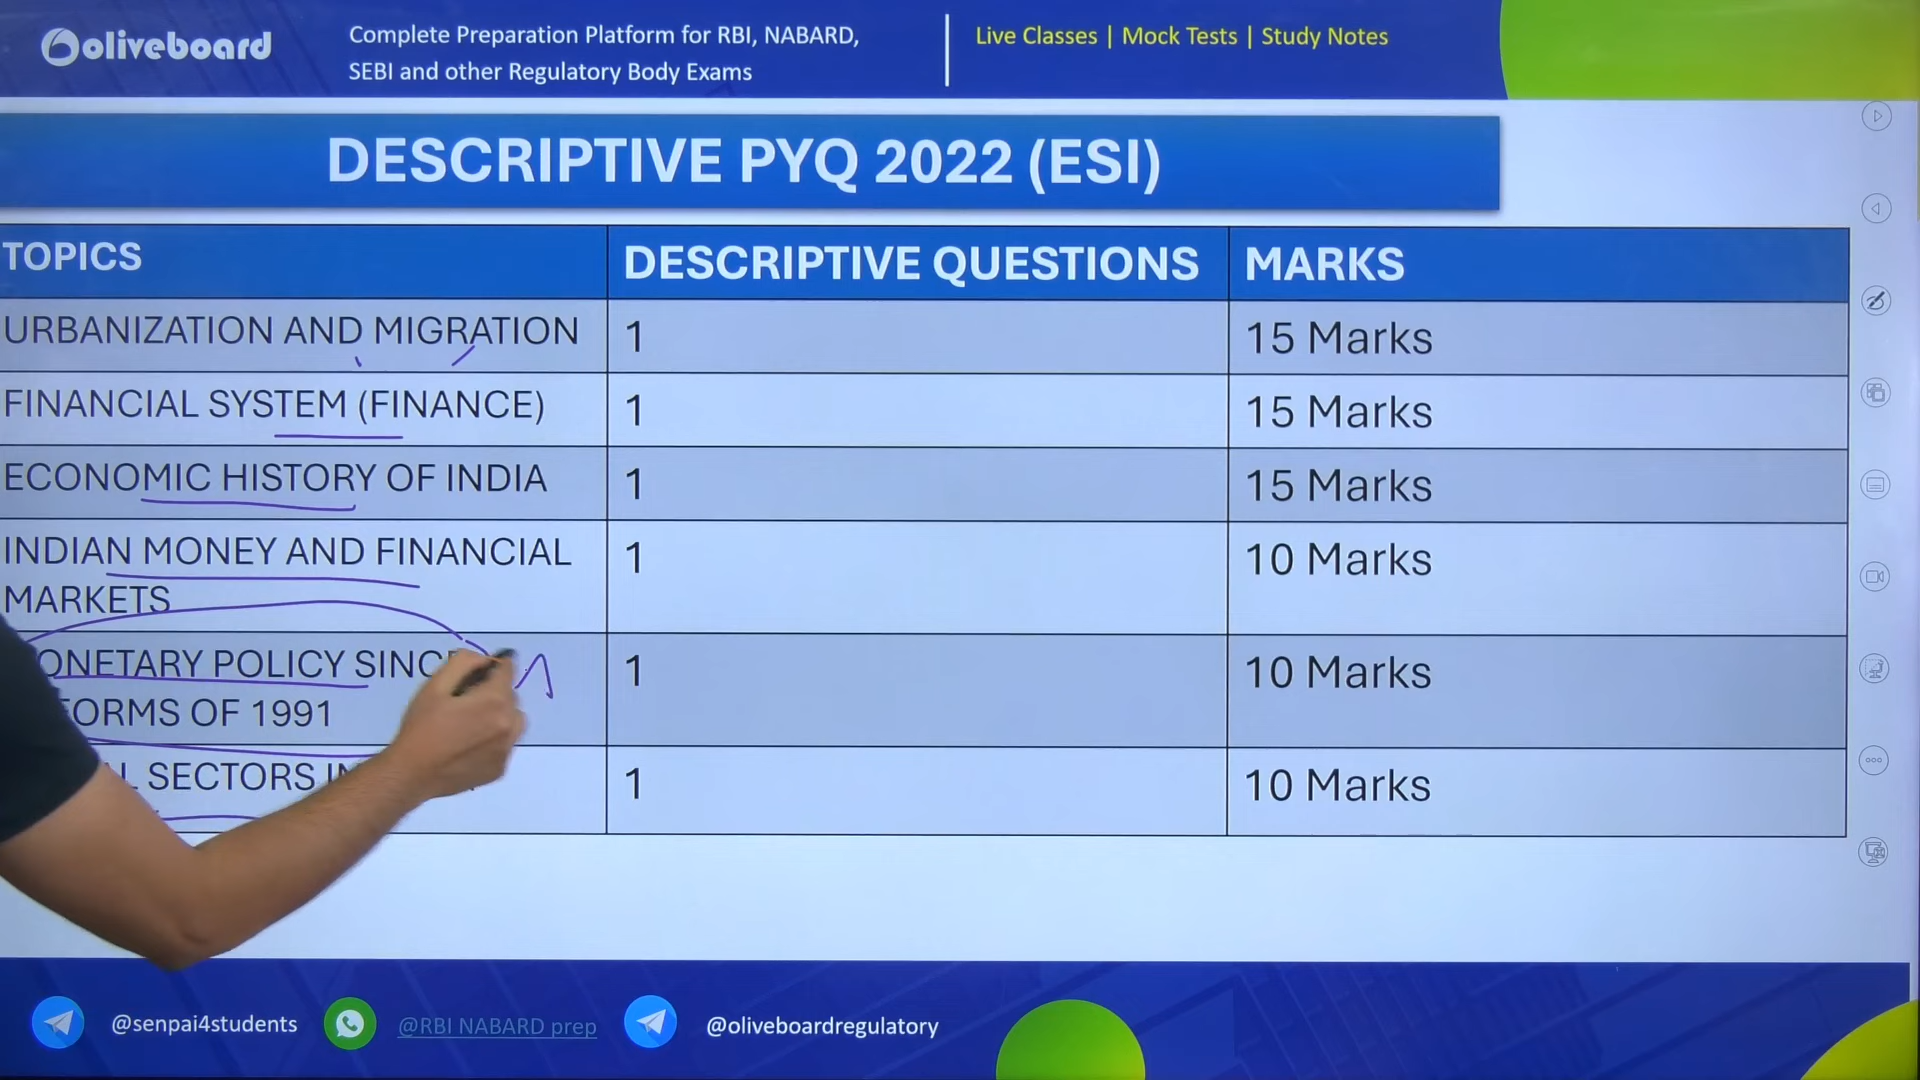 oliveboard
Complete Preparation Platform for RBI, NABARD,
SEBI and other Regulatory Body Exams
Live Classes | Mock Tests | Study Notes
DESCRIPTIVE PYQ 2022 (ESI)
TOPICS DESCRIPTIVE QUESTIONS MARKS
URBANIZATION AND MIGRATION 1 15 Marks
FINANCIAL SYSTEM (FINANCE) 1 15 Marks
ECONOMIC HISTORY OF INDIA 1 15 Marks
INDIAN MONEY AND FINANCIAL 1 10 Marks
MARKETS
POLICY 1 10 Marks
OF 1991
SECTORS 1 10 Marks
@senpai4students @RBI NABARD prep @oliveboardregulatory